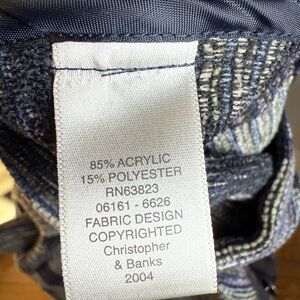 85% ACRYLIC
15% POLYESTER
RN63823
06161 - 6626
FABRIC DESIGN
COPYRIGHTED
Christopher
& Banks
2004